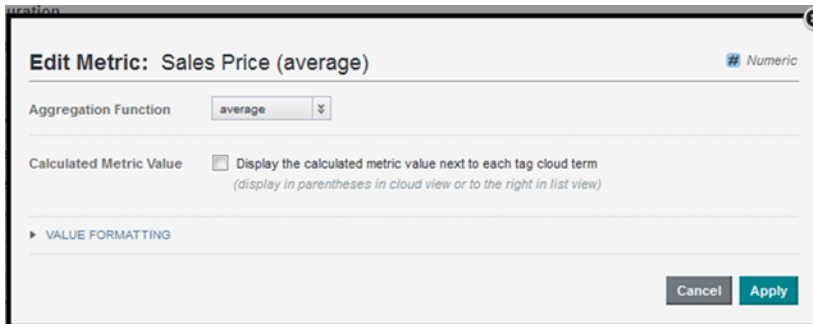 uration
Edit Metric: Sales Price (average)
# Numeric
Aggregation Function
average
Calculated Metric Value
Display the calculated metric value next to each tag cloud term
(display in parentheses in cloud view or to the right in list view)
VALUE FORMATTING
Cancel
Apply